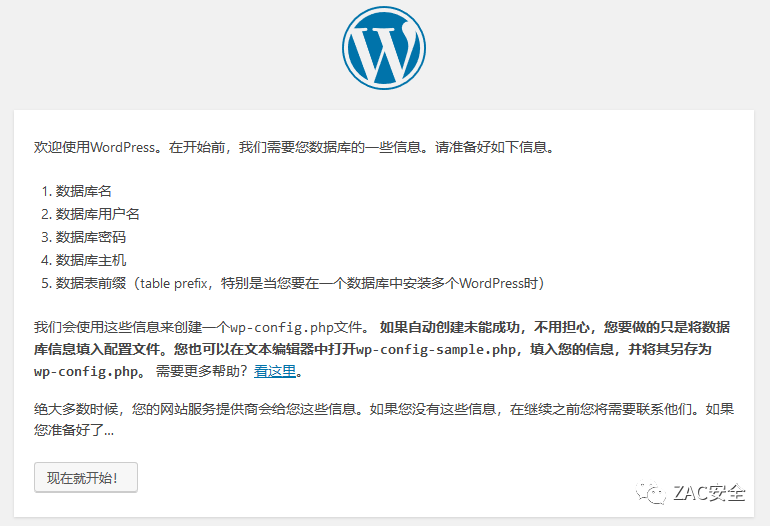 W
欢迎使用WordPress。在开始前，我们需要您数据库的一些信息。请准备好如下信息。
1. 数据库名
2. 数据库用户名
3. 数据库密码
4. 数据库主机
5. 数据表前缀（table prefix，特别是当您要在一个数据库中安装多个WordPress时）
我们会使用这些信息来创建一个wp-config.php文件。 如果自动创建未能成功，不用担心，您要做的只是将数据
库信息填入配置文件。您也可以在文本编辑器中打开wp-config-sample.php，填入您的信息，并将其另存为
wp-config.php。 需要更多帮助？看这里。
绝大多数时候，您的网站服务提供商会给您这些信息。如果您没有这些信息，在继续之前您将需要联系他们。如果
您准备好了…
现在就开始！
ZAC安全